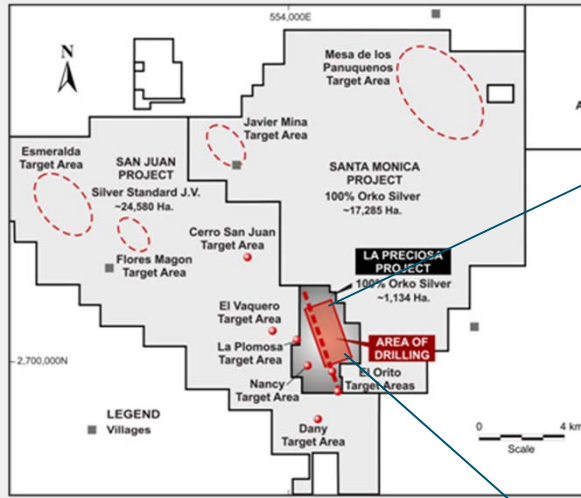 554,000E
N
Mesa de los
Panuquenos
Target Area
Javier Mina
Target Area
Esmeralda
Target Area
SAN JUAN
PROJECT
Silver Standard J.V.
~24,580 Ha.
SANTA MONICA
PROJECT
100% Orko Silver
~17,285 Ha.
Cerro San Juan
Target Area
Flores Magon
Target Area
LA PRECIOSA
PROJECT
100% Orko Silver
~1,134 Ha.
El Vaquero
Target Area
La Plomosa
Target Area
AREA OF
DRILLING
2,700,000N
Nancy
Target Area
El Orito
Target Areas
LEGEND
Villages
Dany
Target Area
0 4 km
Scale